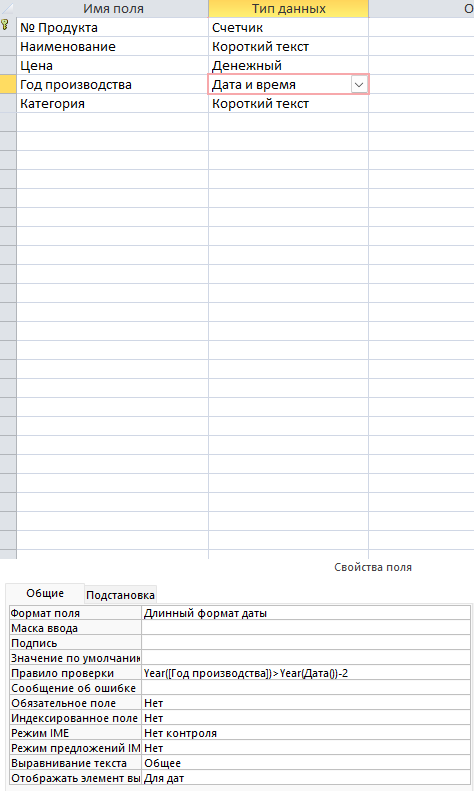 Имя поля Тип данных О
№ Продукта Счетчик
Наименование Короткий текст
Цена Денежный
Год производства Дата и время
Категория Короткий текст
Свойства поля
Общие Подстановка
Формат поля Длинный формат даты
Маска ввода
Подпись
Значение по умолчани
Правило проверки Year([Год производства])>Year(Дата())-2
Сообщение об ошибке
Обязательное поле Нет
Индексированное поле Нет
Режим IME Нет контроля
Режим предложений IM Нет
Выравнивание текста Общее
Отображать элемент вы Для дат